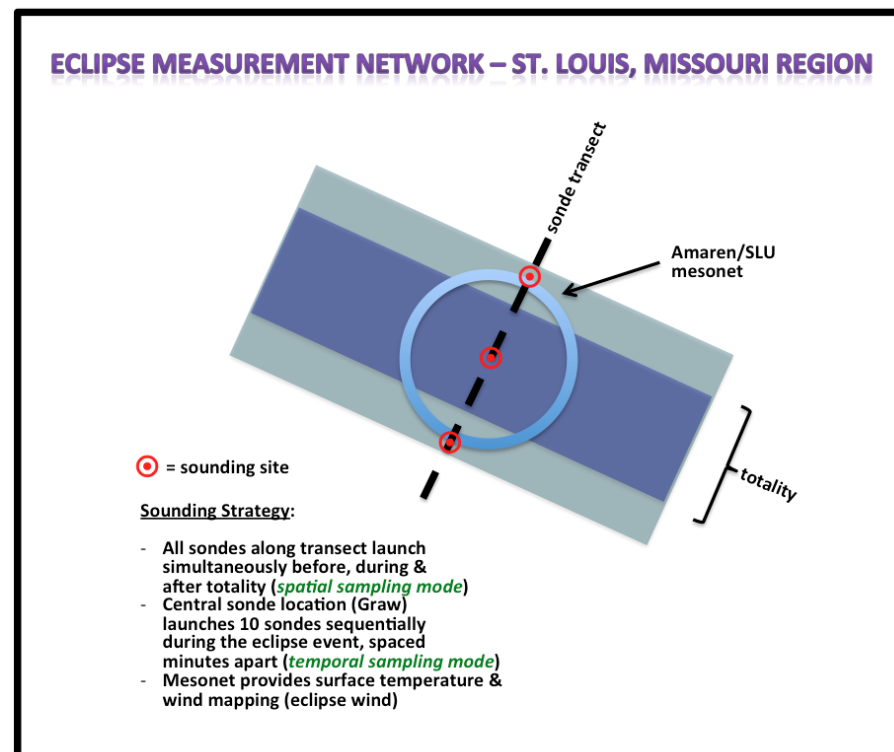 ECLIPSE MEASUREMENT NETWORK – ST. LOUIS, MISSOURI REGION
sonde transect
Amaren/SLU
mesonet
totality
= sounding site
Sounding Strategy:
- All sondes along transect launch
simultaneously before, during &
after totality (spatial sampling mode)
- Central sonde location (Graw)
launches 10 sondes sequentially
during the eclipse event, spaced
minutes apart (temporal sampling mode)
- Mesonet provides surface temperature &
wind mapping (eclipse wind)